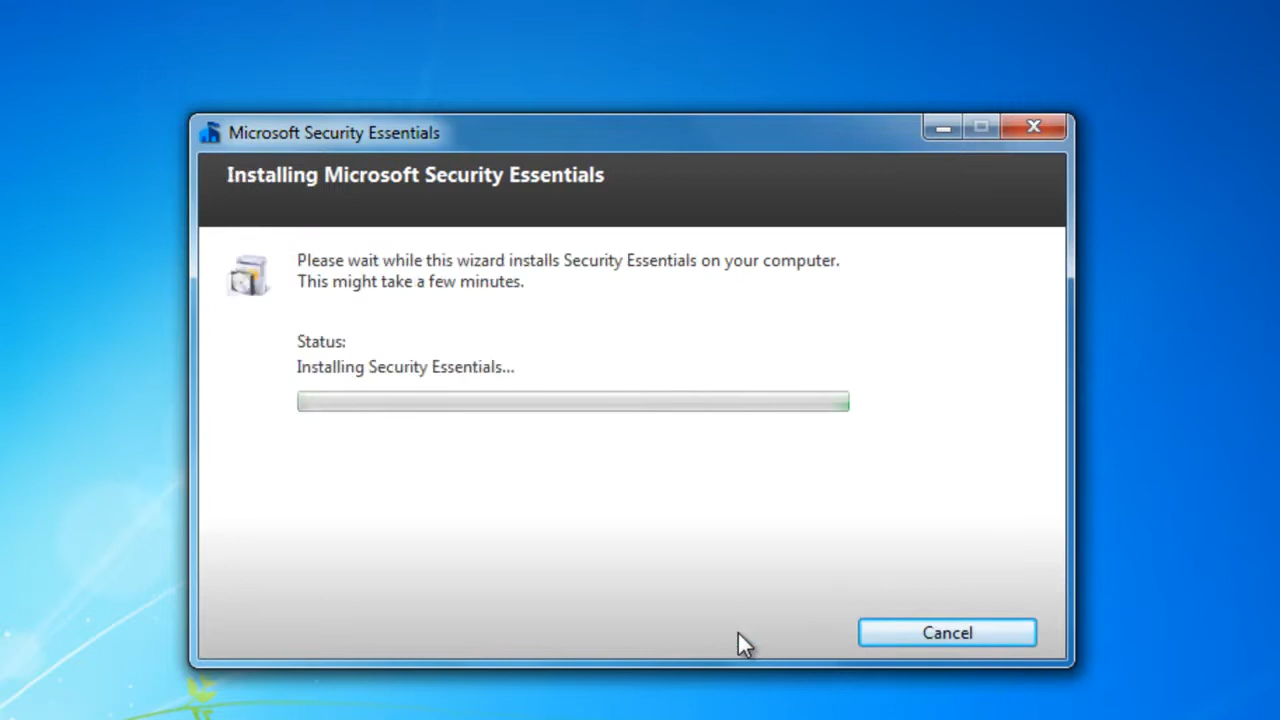 Microsoft Security Essentials
Installing Microsoft Security Essentials
Please wait while this wizard installs Security Essentials on your computer.
This might take a few minutes.
Status:
Installing Security Essentials...
Cancel